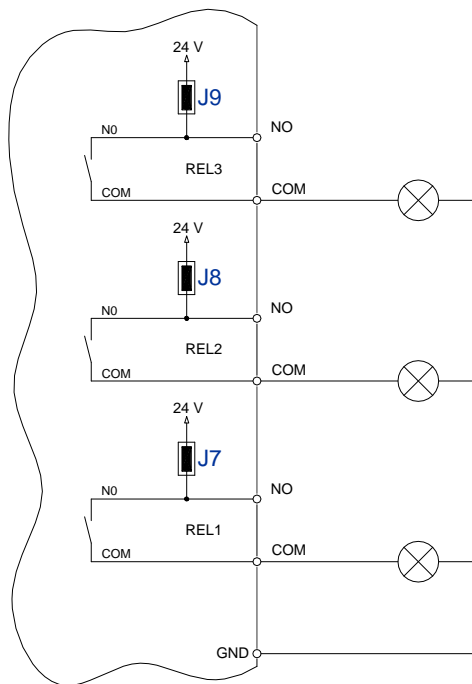 24 V
J9
N0
NO
REL3
COM
COM
24 V
J8
N0
NO
REL2
COM
COM
24 V
J7
N0
NO
REL1
COM
COM
GND